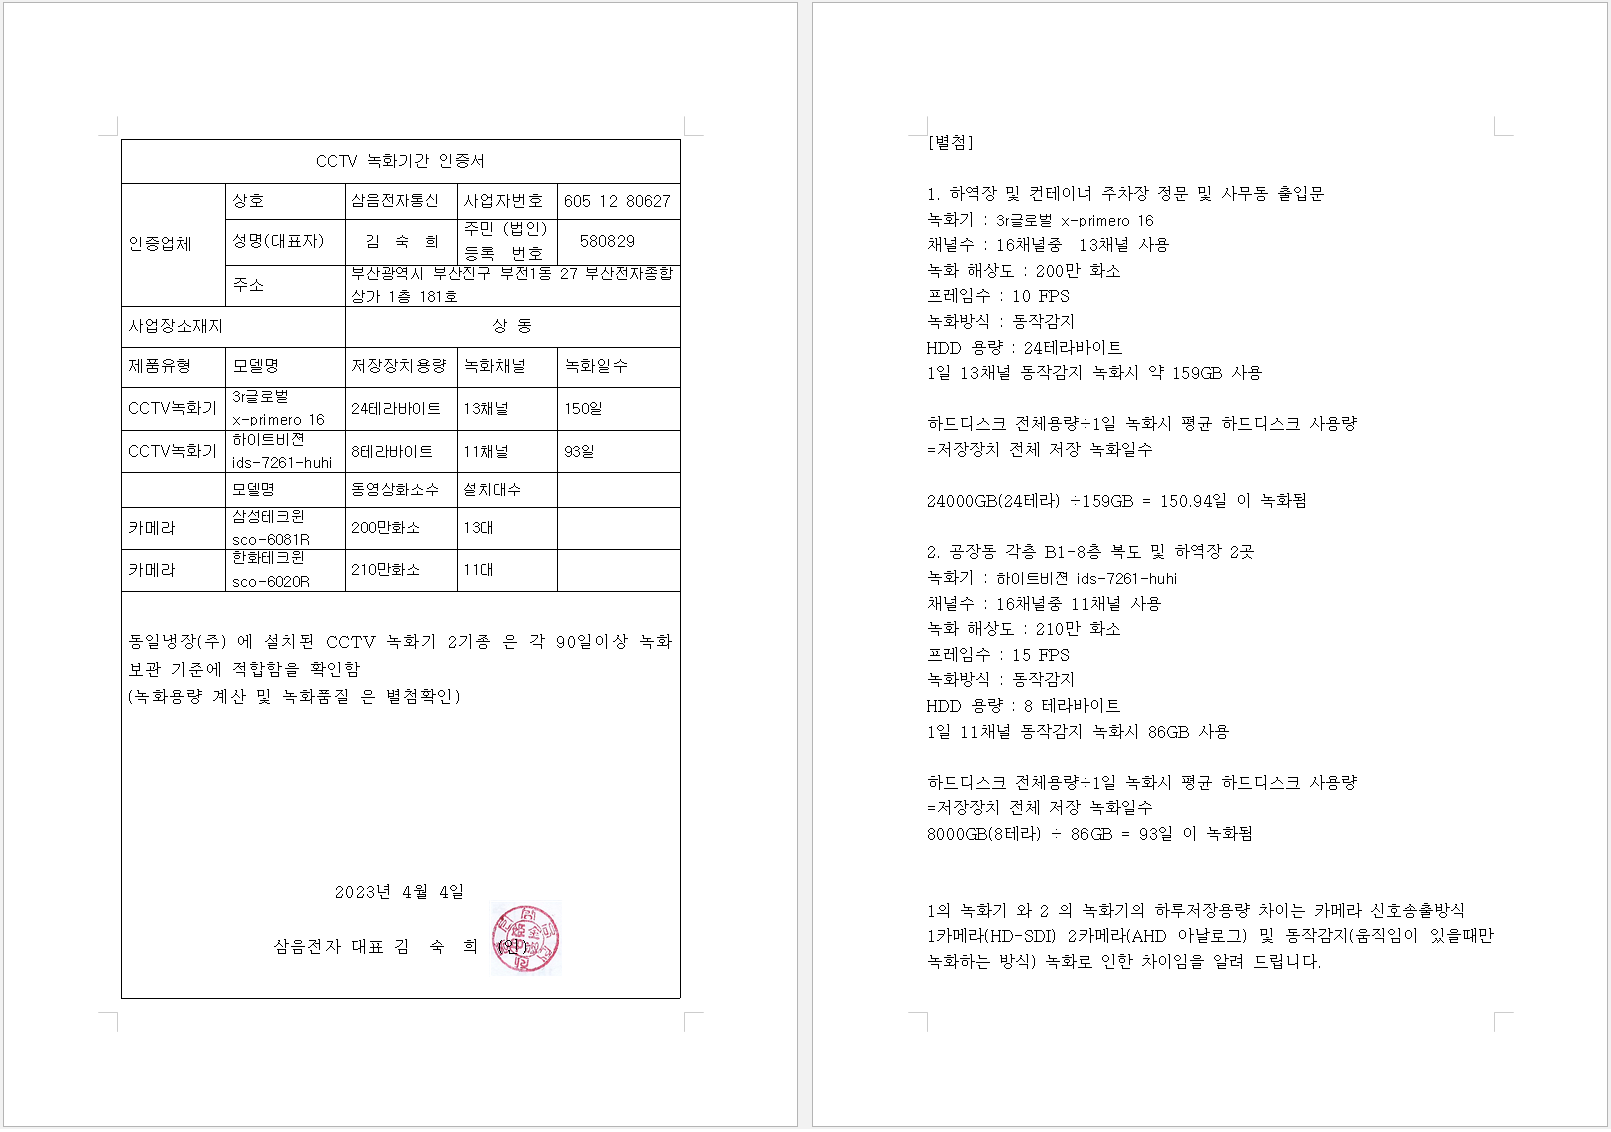 CCTV 녹화기간 인증서
인증업체
상호 삼음전자통신 사업자번호 605 12 80627
성명(대표자) 김 숙 희 주민 (법인)
등록 번호 580829
주소 부산광역시 부산진구 부전1동 27 부산전자종합
상가 1층 181호
사업장소재지 상 동
제품유형 모델명 저장장치용량 녹화채널 녹화일수
CCTV녹화기 3r글로벌
x-primero 16 24테라바이트 13채널 150일
CCTV녹화기 하이트비젼
ids-7261-huhi 8테라바이트 11채널 93일
모델명 동영상화소수 설치대수
카메라 삼성테크윈
sco-6081R 200만화소 13대
카메라 한화테크윈
sco-6020R 210만화소 11대
동일냉장(주) 에 설치된 CCTV 녹화기 2기종 은 각 90일이상 녹화
보관 기준에 적합함을 확인함
(녹화용량 계산 및 녹화품질 은 별첨확인)
2023년 4월 4일
삼음전자 대표 김 숙 희 (인)
[별첨]
1. 하역장 및 컨테이너 주차장 정문 및 사무동 출입문
녹화기 : 3r글로벌 x-primero 16
채널수 : 16채널중 13채널 사용
녹화 해상도 : 200만 화소
프레임수 : 10 FPS
녹화방식 : 동작감지
HDD 용량 : 24테라바이트
1일 13채널 동작감지 녹화시 약 159GB 사용
하드디스크 전체용량÷1일 녹화시 평균 하드디스크 사용량
=저장장치 전체 저장 녹화일수
24000GB(24테라) ÷159GB = 150.94일 이 녹화됨
2. 공장동 각층 B1-8층 복도 및 하역장 2곳
녹화기 : 하이트비젼 ids-7261-huhi
채널수 : 16채널중 11채널 사용
녹화 해상도 : 210만 화소
프레임수 : 15 FPS
녹화방식 : 동작감지
HDD 용량 : 8 테라바이트
1일 11채널 동작감지 녹화시 86GB 사용
하드디스크 전체용량÷1일 녹화시 평균 하드디스크 사용량
=저장장치 전체 저장 녹화일수
8000GB(8테라) ÷ 86GB = 93일 이 녹화됨
1의 녹화기 와 2 의 녹화기의 하루저장용량 차이는 카메라 신호송출방식
1카메라(HD-SDI) 2카메라(AHD 아날로그) 및 동작감지(움직임이 있을때만
녹화하는 방식) 녹화로 인한 차이임을 알려 드립니다.